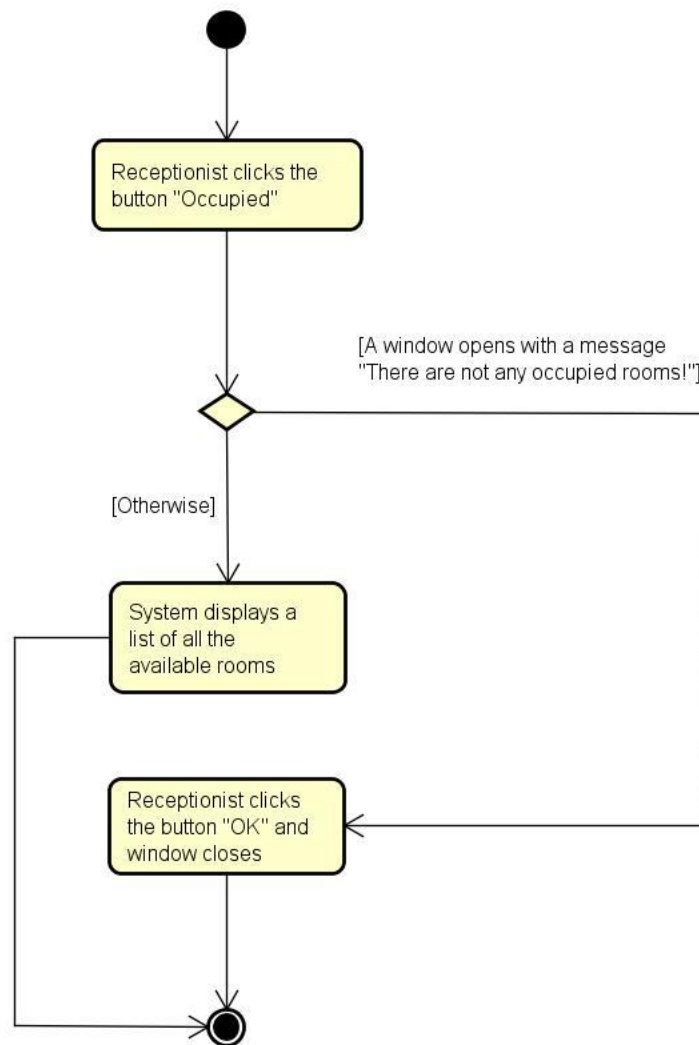 Receptionist clicks the
button "Occupied"
[A window opens with a message
"There are not any occupied rooms!"]
[Otherwise]
System displays a
list of all the
available rooms
Receptionist clicks
the button "OK" and
window closes